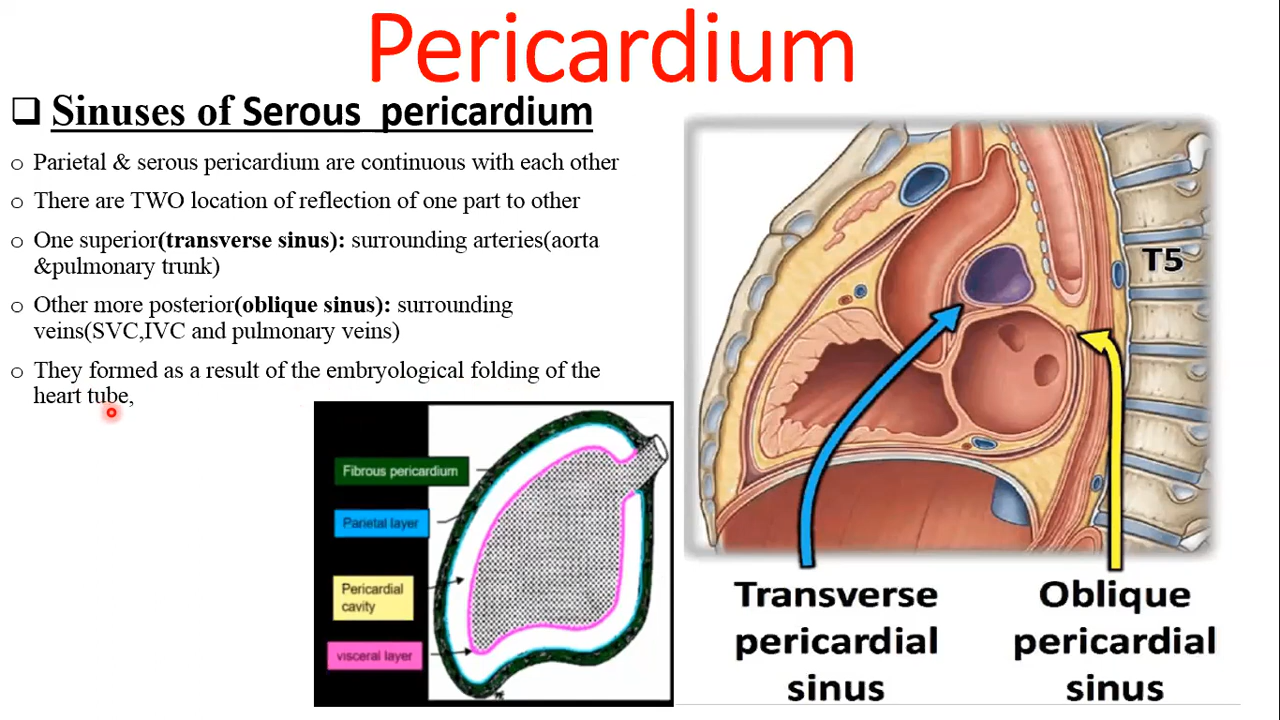 Pericardium
Sinuses of Serous pericardium
Parietal & serous pericardium are continuous with each other
There are TWO location of reflection of one part to other
One superior(transverse sinus): surrounding arteries(aorta
&pulmonary trunk)
Other more posterior(oblique sinus): surrounding
veins(SVC,IVC and pulmonary veins)
They formed as a result of the embryological folding of the
heart tube,
Fibrous pericardium
Parietal layer
Pericardial
cavity
visceral layer
T5
Transverse
pericardial
sinus
Oblique
pericardial
sinus